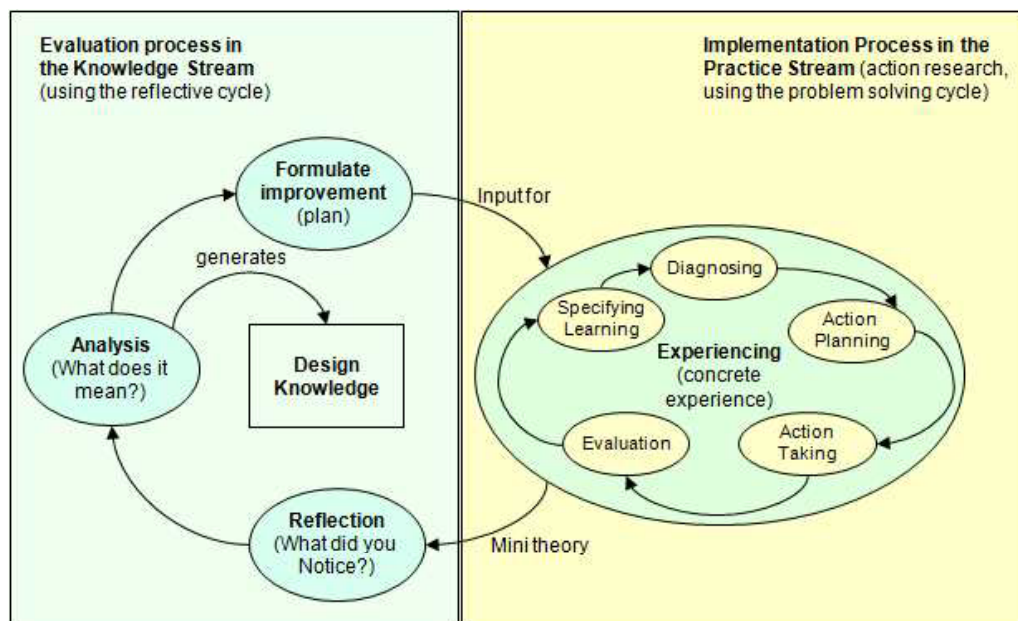 Evaluation process in
the Knowledge Stream
(using the reflective cycle)
Implementation Process in the
Practice Stream (action research,
using the problem solving cycle)
Formulate
improvement
(plan)
Input for
generates
Diagnosing
Specifying
Learning
Action
Planning
Analysis
(What does it
mean?)
Design
Knowledge
Experiencing
(concrete
experience)
Evaluation
Action
Taking
Reflection
(What did you
Notice?)
Mini theory